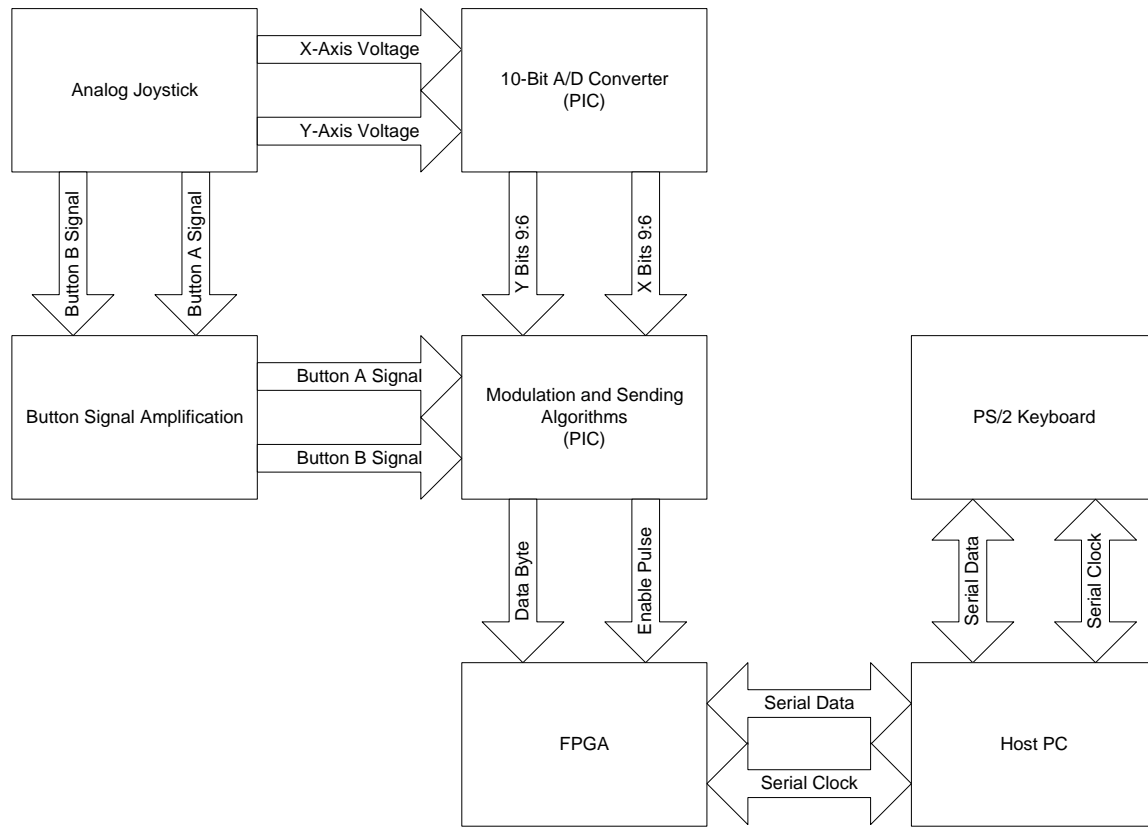 Analog Joystick
X-Axis Voltage
Y-Axis Voltage
10-Bit A/D Converter
(PIC)
Button B Signal
Button A Signal
Y Bits 9:6
X Bits 9:6
Button Signal Amplification
Button A Signal
Button B Signal
Modulation and Sending
Algorithms
(PIC)
PS/2 Keyboard
Data Byte
Enable Pulse
Serial Data
Serial Clock
FPGA
Serial Data
Serial Clock
Host PC